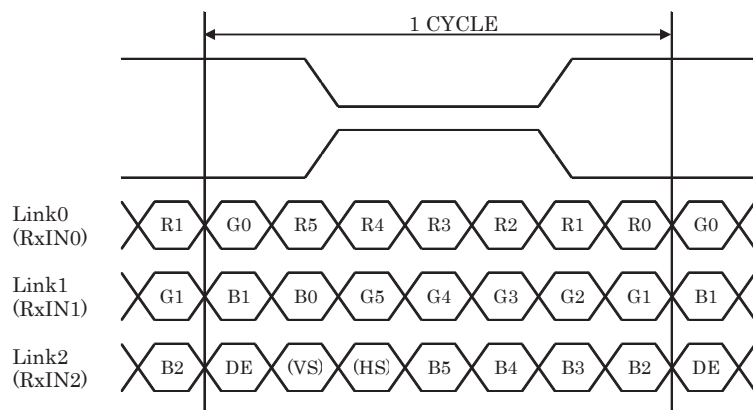 1 CYCLE
Link0
(RxIN0)
R1 G0 R5 R4 R3 R2 R1 R0 G0
Link1
(RxIN1)
G1 B1 B0 G5 G4 G3 G2 G1 B1
Link2
(RxIN2)
B2 DE (VS) (HS) B5 B4 B3 B2 DE